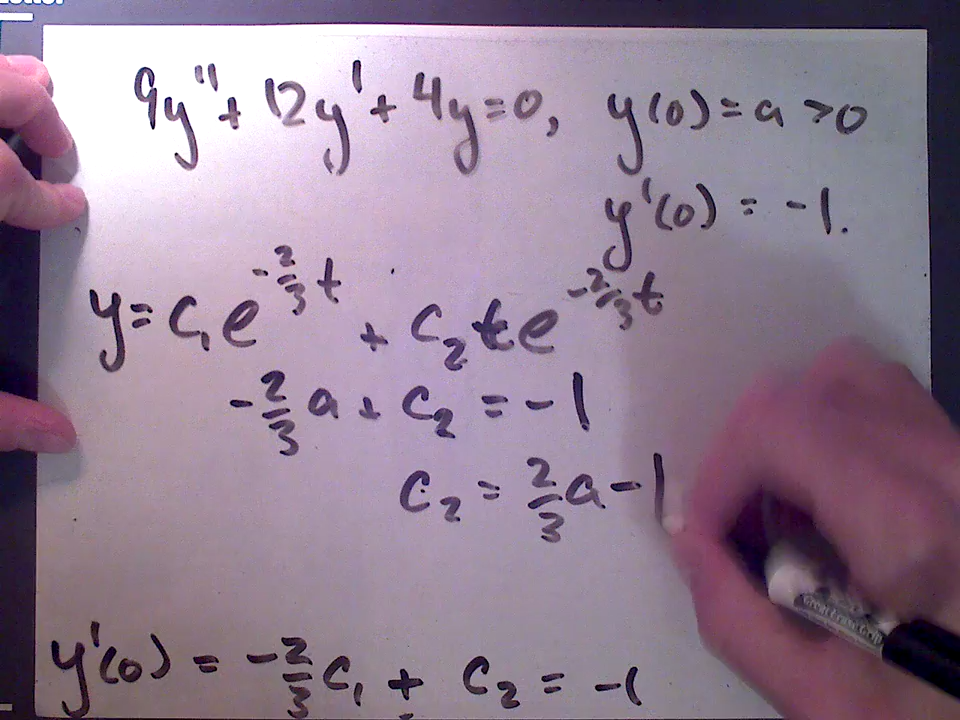 9y'' + 12y' + 4y = 0, y(0) = a > 0
y'(0) = -1.
y = c₁e^{-2/3 t} + c₂te^{-2/3 t}
-2/3 a + c₂ = -1
c₂ = 2/3 a - 1
y'(0) = -2/3 c₁ + c₂ = -1